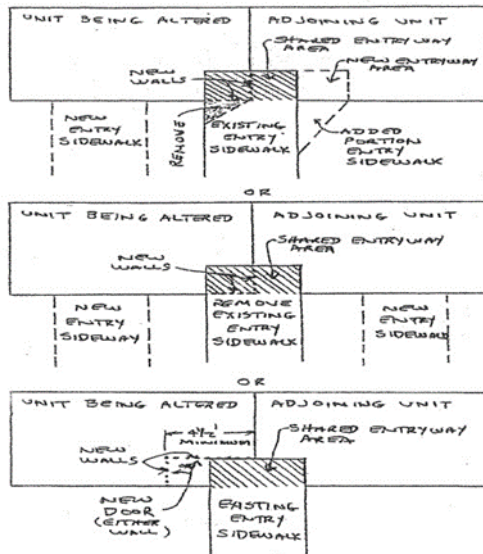 UNIT BEING ALTERED
ADJOINING UNIT
SHARED ENTRYWAY
AREA
NEW
WALLS
NEW ENTRYWAY
AREA
NEW
ENTRY
SIDEWALK
REMOVE
EXISTING
ENTRY
SIDEWALK
ADDED
PORTION
ENTRY
SIDEWALK
OR
UNIT BEING ALTERED
ADJOINING UNIT
NEW
WALLS
SHARED ENTRYWAY
AREA
NEW
ENTRY
SIDEWAY
REMOVE
EXISTING
ENTRY
SIDEWALK
NEW
ENTRY
SIDEWALK
OR
UNIT BEING ALTERED
ADJOINING UNIT
4½'
MINIMUM
NEW
WALLS
SHARED ENTRYWAY
AREA
NEW
DOOR
(EITHER
WALL)
EXISTING
ENTRY
SIDEWALK